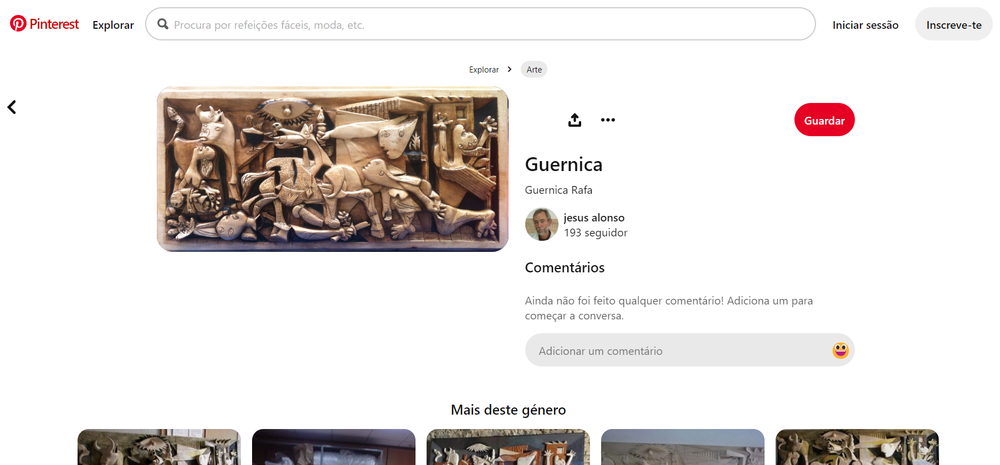 Pinterest
Explorar
Procura por refeições fáceis, moda, etc.
Iniciar sessão
Inscreve-te
Explorar
Arte
Guardar
Guernica
Guernica Rafa
jesus alonso
193 seguidor
Comentários
Ainda não foi feito qualquer comentário! Adiciona um para
começar a conversa.
Adicionar um comentário
Mais deste género